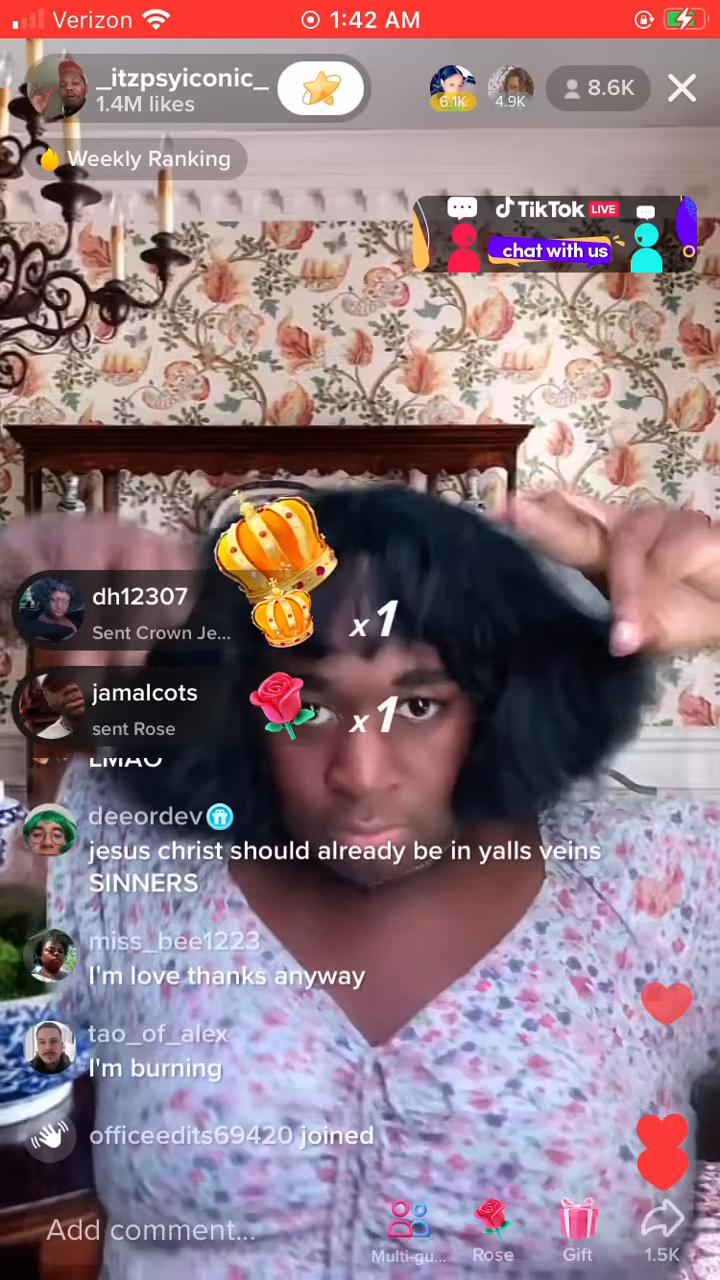 Verizon 1:42 AM
_itzpsyiconic_
1.4M likes
6.1K 4.9K 8.6K
Weekly Ranking
TikTok LIVE
chat with us
dh12307
Sent Crown Je...
x1
jamalcots
sent Rose
x1
LMAO
deeordev
jesus christ should already be in yalls veins
SINNERS
miss_bee1223
I'm love thanks anyway
tao_of_alex
I'm burning
officeedits69420 joined
Add comment...
Multi-gu... Rose Gift 1.5K